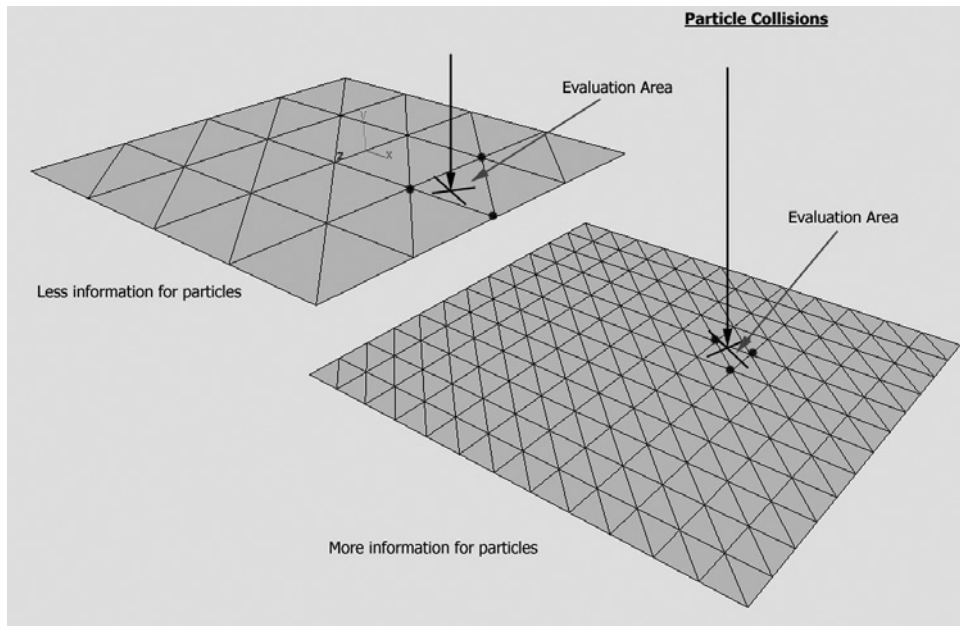 Particle Collisions
Evaluation Area
Y
Z
X
Evaluation Area
Less information for particles
More information for particles